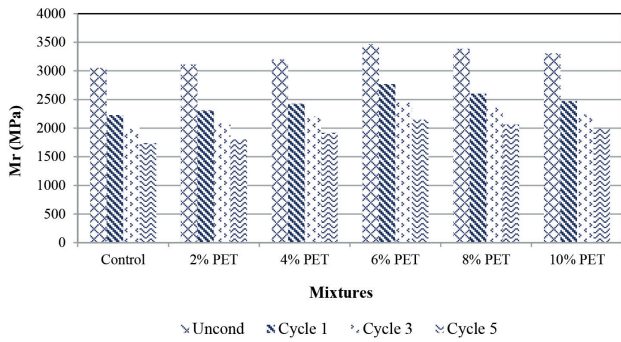 4000
3500
3000
2500
2000
1500
1000
500
0
Mr (MPa)
Control 2% PET 4% PET 6% PET 8% PET 10% PET
Mixtures
Uncond Cycle 1 Cycle 3 Cycle 5